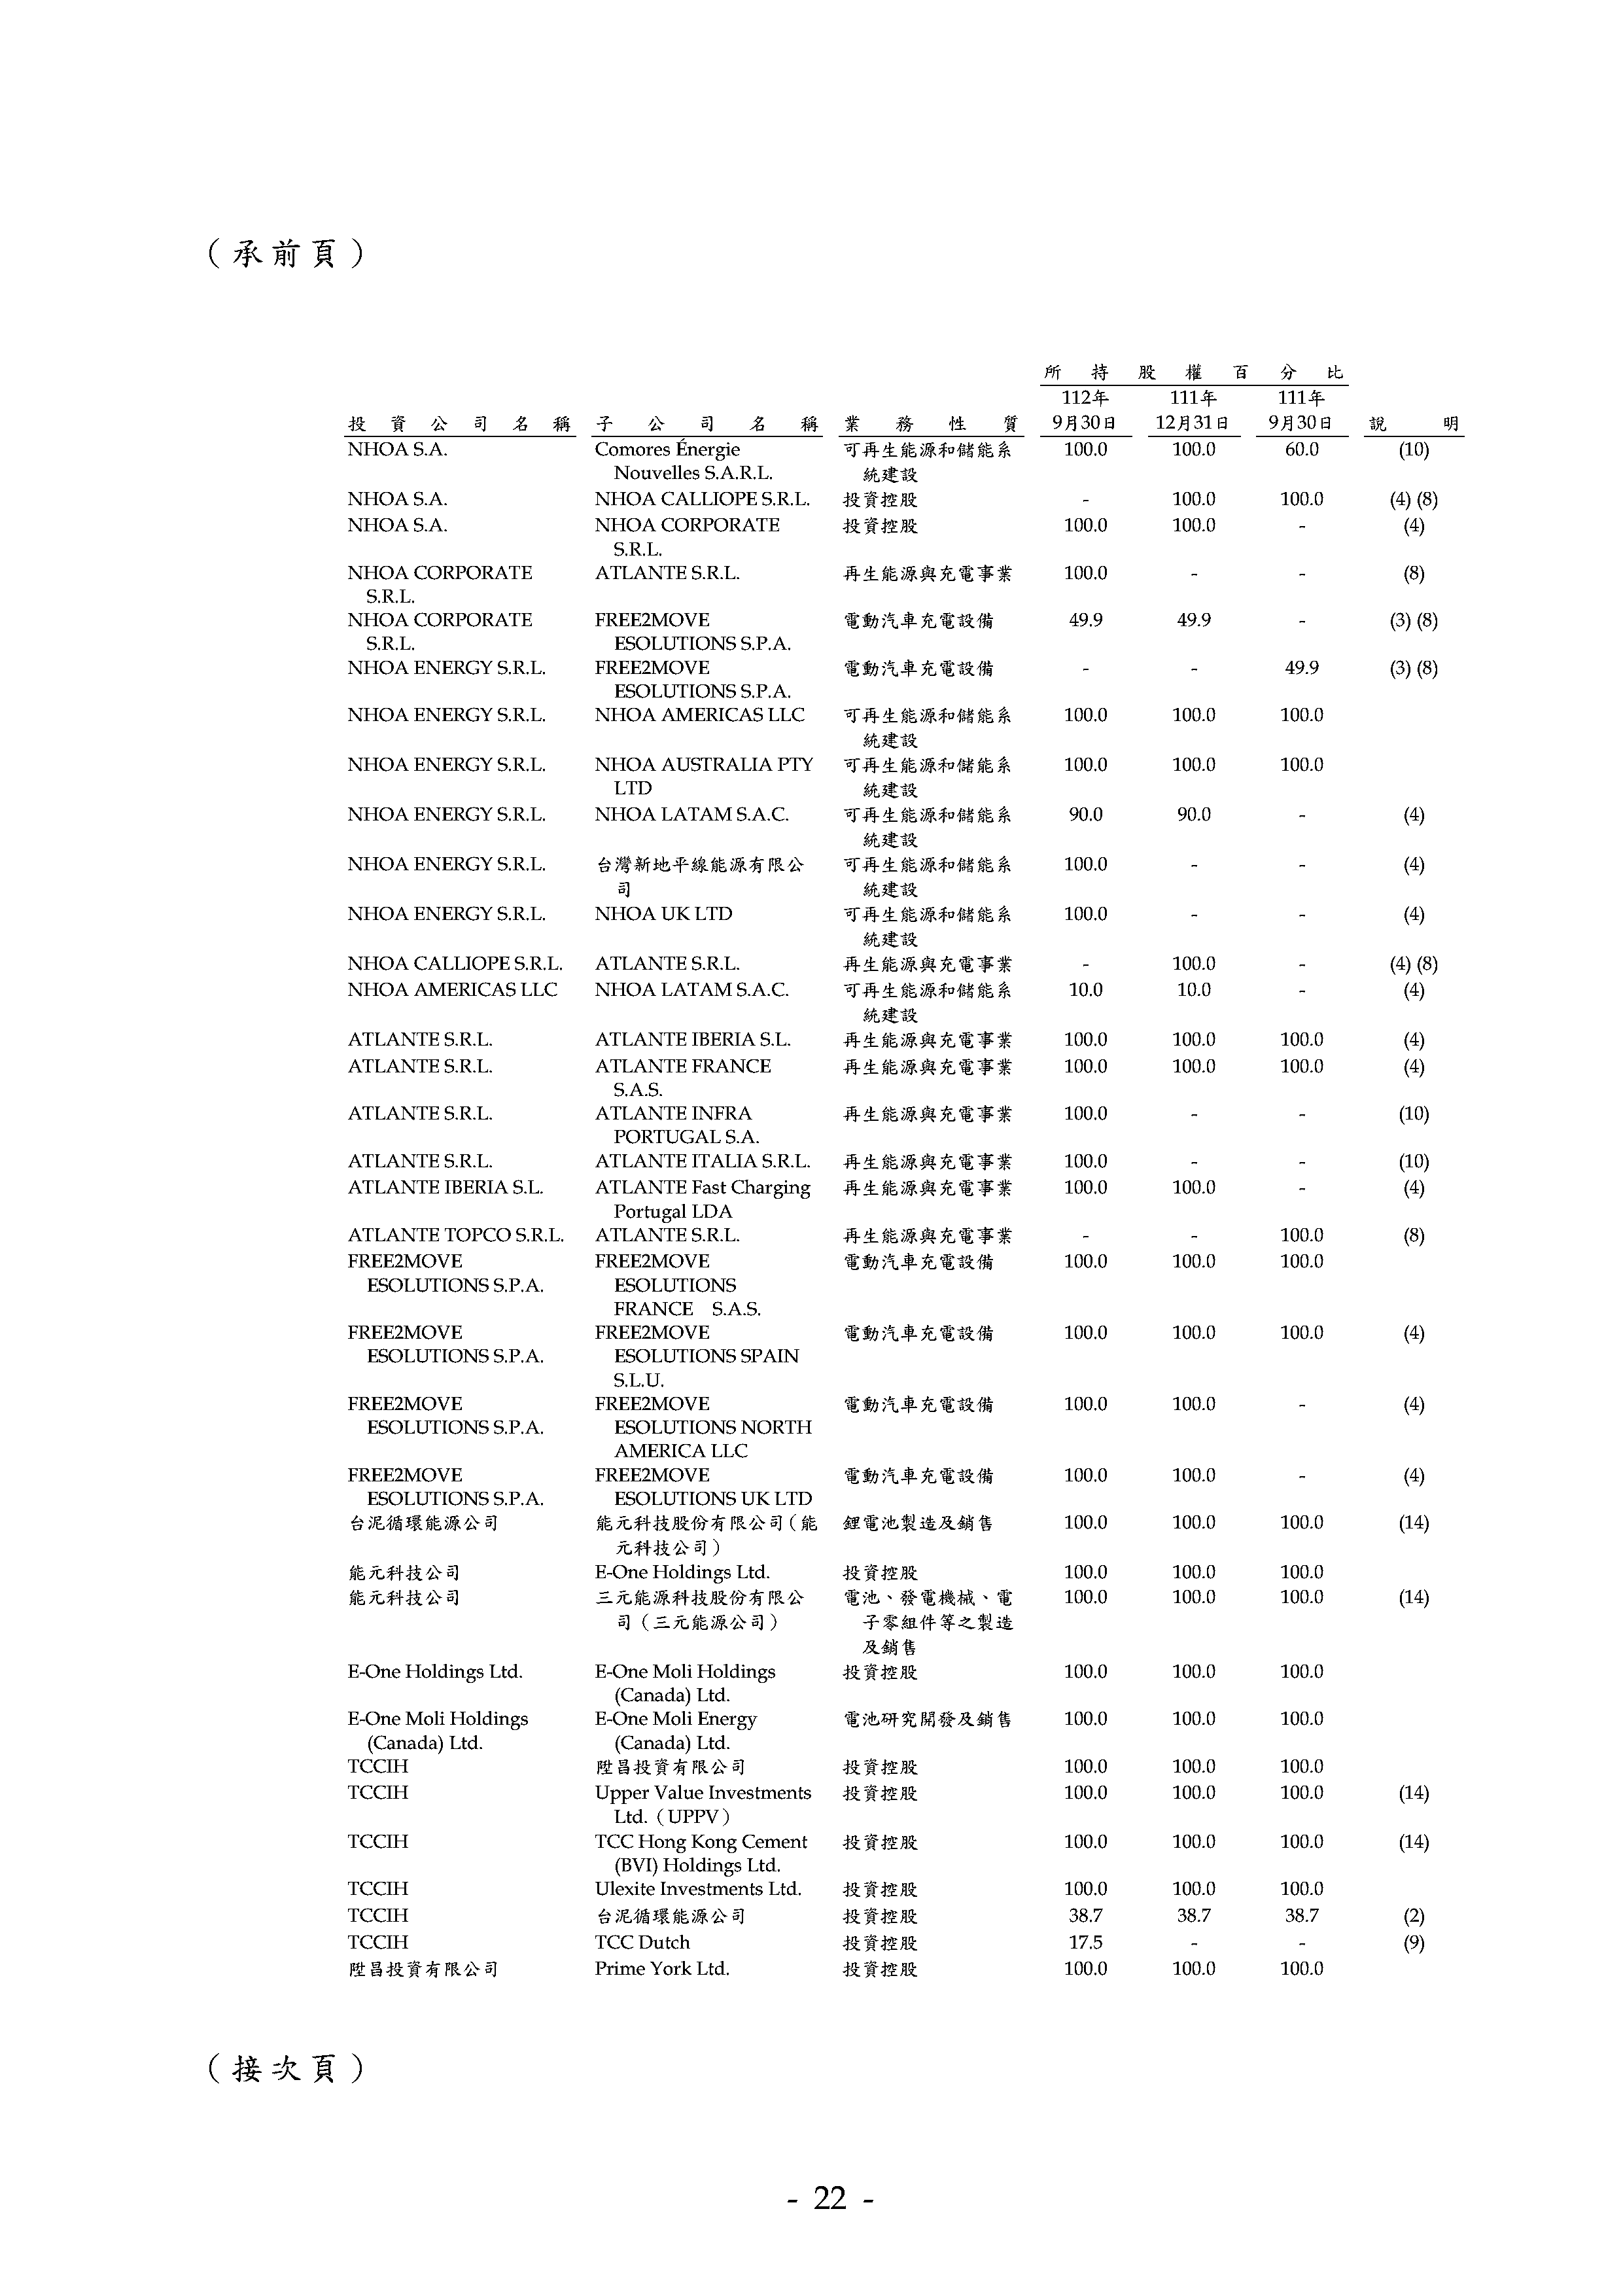 （承前頁）
所持股權百分比
112年 111年 111年
投資公司名稱 子公司名稱 業務性質 9月30日 12月31日 9月30日 說明
NHOA S.A. Comores Énergie 可再生能源和儲能系 100.0 100.0 60.0 (10)
Nouvelles S.A.R.L. 統建設
NHOA S.A. NHOA CALLIOPE S.R.L. 投資控股 - 100.0 100.0 (4) (8)
NHOA S.A. NHOA CORPORATE 投資控股 100.0 100.0 - (4)
S.R.L.
NHOA CORPORATE ATLANTE S.R.L. 再生能源與充電事業 100.0 - - (8)
S.R.L.
NHOA CORPORATE FREE2MOVE 電動汽車充電設備 49.9 49.9 - (3) (8)
S.R.L. ESOLUTIONS S.P.A.
NHOA ENERGY S.R.L. FREE2MOVE 電動汽車充電設備 - - 49.9 (3) (8)
ESOLUTIONS S.P.A.
NHOA ENERGY S.R.L. NHOA AMERICAS LLC 可再生能源和儲能系 100.0 100.0 100.0
統建設
NHOA ENERGY S.R.L. NHOA AUSTRALIA PTY 可再生能源和儲能系 100.0 100.0 100.0
LTD 統建設
NHOA ENERGY S.R.L. NHOA LATAM S.A.C. 可再生能源和儲能系 90.0 90.0 - (4)
統建設
NHOA ENERGY S.R.L. 台灣新地平線能源有限公 可再生能源和儲能系 100.0 - - (4)
司 統建設
NHOA ENERGY S.R.L. NHOA UK LTD 可再生能源和儲能系 100.0 - - (4)
統建設
NHOA CALLIOPE S.R.L. ATLANTE S.R.L. 再生能源與充電事業 - 100.0 - (4) (8)
NHOA AMERICAS LLC NHOA LATAM S.A.C. 可再生能源和儲能系 10.0 10.0 - (4)
統建設
ATLANTE S.R.L. ATLANTE IBERIA S.L. 再生能源與充電事業 100.0 100.0 100.0 (4)
ATLANTE S.R.L. ATLANTE FRANCE 再生能源與充電事業 100.0 100.0 100.0 (4)
S.A.S.
ATLANTE S.R.L. ATLANTE INFRA 再生能源與充電事業 100.0 - - (10)
PORTUGAL S.A.
ATLANTE S.R.L. ATLANTE ITALIA S.R.L. 再生能源與充電事業 100.0 - - (10)
ATLANTE IBERIA S.L. ATLANTE Fast Charging 再生能源與充電事業 100.0 100.0 - (4)
Portugal LDA
ATLANTE TOPCO S.R.L. ATLANTE S.R.L. 再生能源與充電事業 - - 100.0 (8)
FREE2MOVE FREE2MOVE 電動汽車充電設備 100.0 100.0 100.0
ESOLUTIONS S.P.A. ESOLUTIONS
FRANCE S.A.S.
FREE2MOVE FREE2MOVE 電動汽車充電設備 100.0 100.0 100.0 (4)
ESOLUTIONS S.P.A. ESOLUTIONS SPAIN
S.L.U.
FREE2MOVE FREE2MOVE 電動汽車充電設備 100.0 100.0 - (4)
ESOLUTIONS S.P.A. ESOLUTIONS NORTH
AMERICA LLC
FREE2MOVE FREE2MOVE 電動汽車充電設備 100.0 100.0 - (4)
ESOLUTIONS S.P.A. ESOLUTIONS UK LTD
台泥循環能源公司 能元科技股份有限公司（能 鋰電池製造及銷售 100.0 100.0 100.0 (14)
元科技公司）
能元科技公司 E-One Holdings Ltd. 投資控股 100.0 100.0 100.0
能元科技公司 三元能源科技股份有限公 電池、發電機械、電 100.0 100.0 100.0 (14)
司（三元能源公司） 子零組件等之製造
及銷售
E-One Holdings Ltd. E-One Moli Holdings 投資控股 100.0 100.0 100.0
(Canada) Ltd.
E-One Moli Holdings E-One Moli Energy 電池研究開發及銷售 100.0 100.0 100.0
(Canada) Ltd. (Canada) Ltd.
TCCIH 陞昌投資有限公司 投資控股 100.0 100.0 100.0
TCCIH Upper Value Investments 投資控股 100.0 100.0 100.0 (14)
Ltd.（UPPV）
TCCIH TCC Hong Kong Cement 投資控股 100.0 100.0 100.0 (14)
(BVI) Holdings Ltd.
TCCIH Ulexite Investments Ltd. 投資控股 100.0 100.0 100.0
TCCIH 台泥循環能源公司 投資控股 38.7 38.7 38.7 (2)
TCCIH TCC Dutch 投資控股 17.5 - - (9)
陞昌投資有限公司 Prime York Ltd. 投資控股 100.0 100.0 100.0
（接次頁）
- 22 -